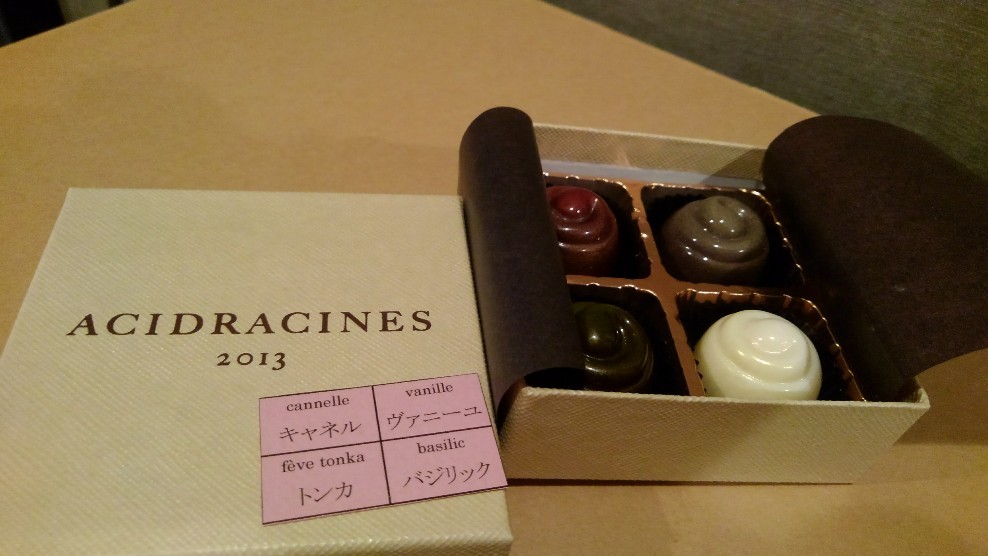 ACIDRACINES
2013
cannelle
キャネル
vanille
ヴァニーユ
fève tonka
トンカ
basilic
バジリック